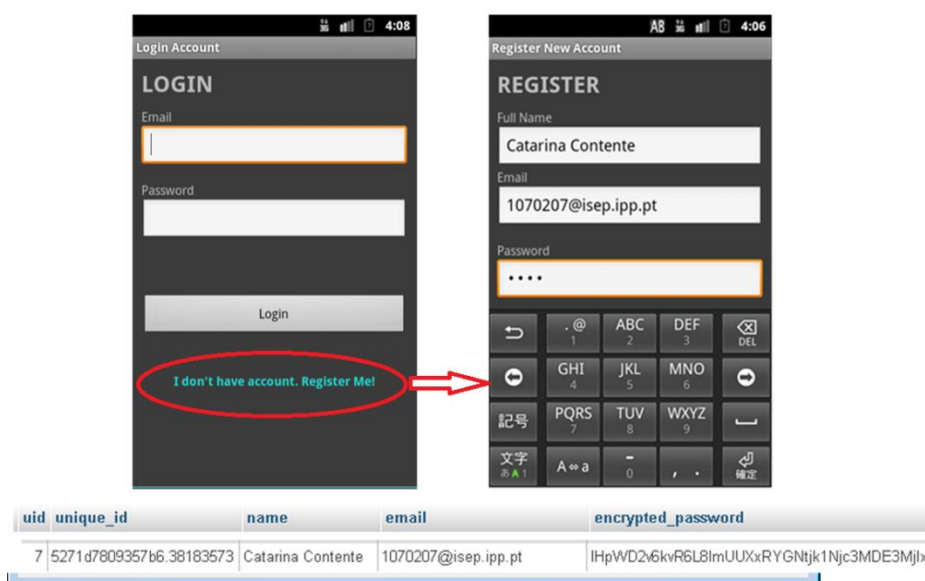 4:08
Login Account
LOGIN
Email
Password
Login
I don't have account. Register Me!
AB 4:06
Register New Account
REGISTER
Full Name
Catarina Contente
Email
1070207@isep.ipp.pt
Password
. @ ABC DEF
1 2 3 DEL
GHI JKL MNO
4 5 6
記号 PQRS TUV WXYZ
7 8 9
文字 A⇔a - , .
あA1 0 確定
uid unique_id name email encrypted_password
7 5271d7809357b6.38183573 Catarina Contente 1070207@isep.ipp.pt